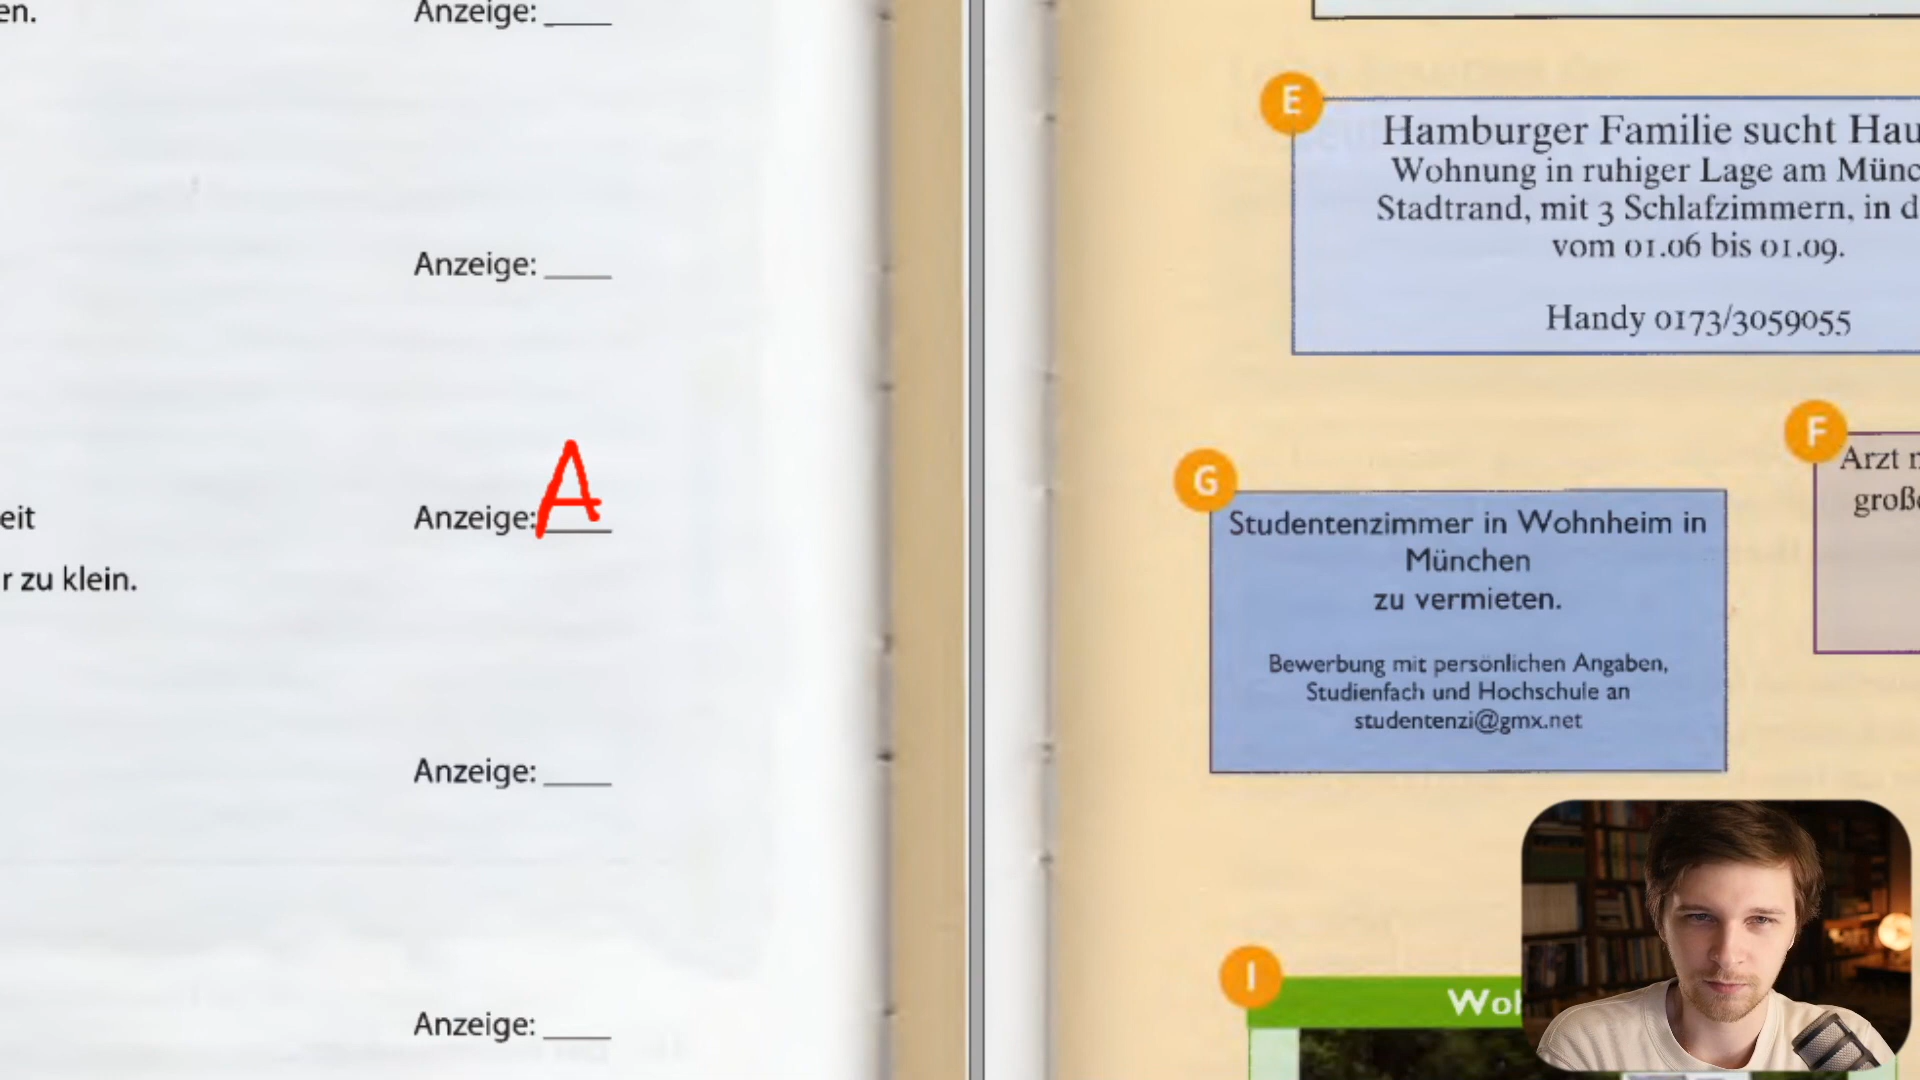 en.
Anzeige: ____
Anzeige: ____
eit
Anzeige: A
r zu klein.
Anzeige: ____
Anzeige: ____
E
Hamburger Familie sucht Hau
Wohnung in ruhiger Lage am Münc
Stadtrand, mit 3 Schlafzimmern, in d
vom 01.06 bis 01.09.
Handy 0173/3059055
F
Arzt
große
G
Studentenzimmer in Wohnheim in
München
zu vermieten.
Bewerbung mit persönlichen Angaben,
Studienfach und Hochschule an
studentenzi@gmx.net
I
Woh